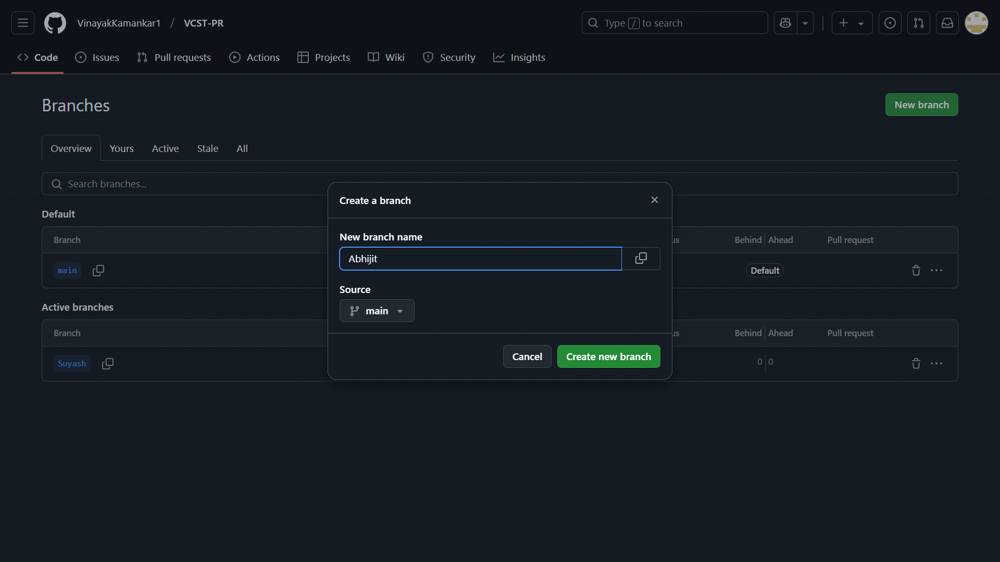 VinayakKamankar1 / VCST-PR
Type / to search
Code Issues Pull requests Actions Projects Wiki Security Insights
Branches
New branch
Overview Yours Active Stale All
Search branches...
Default
Branch
Behind Ahead Pull request
main
Default
Active branches
Branch
Behind Ahead Pull request
Suyash
0 0
Create a branch
New branch name
Abhijit
Source
main
Cancel Create new branch